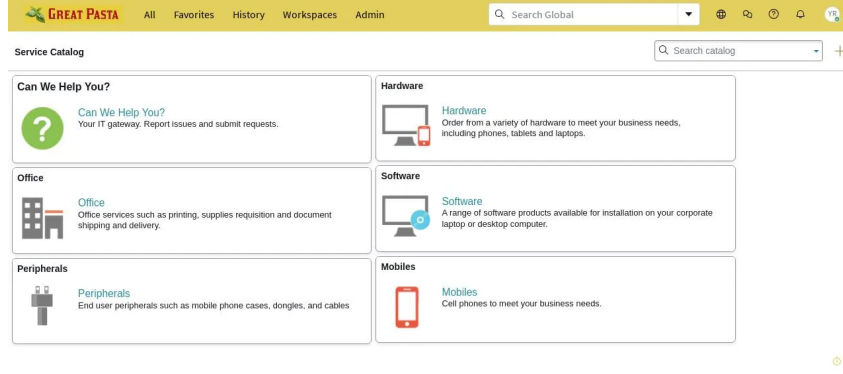 GREAT PASTA All Favorites History Workspaces Admin Search Global YR
Service Catalog Search catalog
Can We Help You?
Can We Help You?
Your IT gateway. Report issues and submit requests.
Hardware
Hardware
Order from a variety of hardware to meet your business needs,
including phones, tablets and laptops.
Office
Office
Office services such as printing, supplies requisition and document
shipping and delivery.
Software
Software
A range of software products available for installation on your corporate
laptop or desktop computer.
Peripherals
Peripherals
End user peripherals such as mobile phone cases, dongles, and cables
Mobiles
Mobiles
Cell phones to meet your business needs.